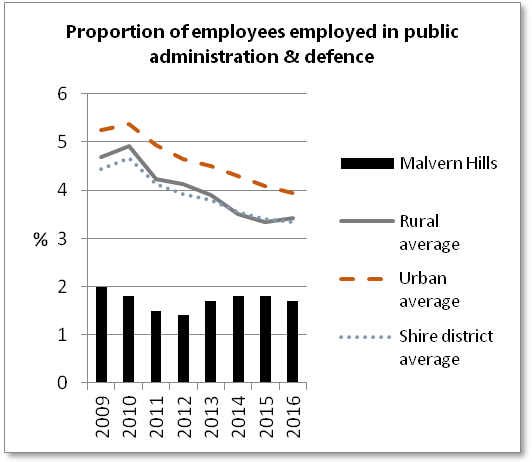 Proportion of employees employed in public
administration & defence
6
5
4
3
2
1
0
%
2009
2010
2011
2012
2013
2014
2015
2016
Malvern Hills
Rural
average
Urban
average
Shire district
average